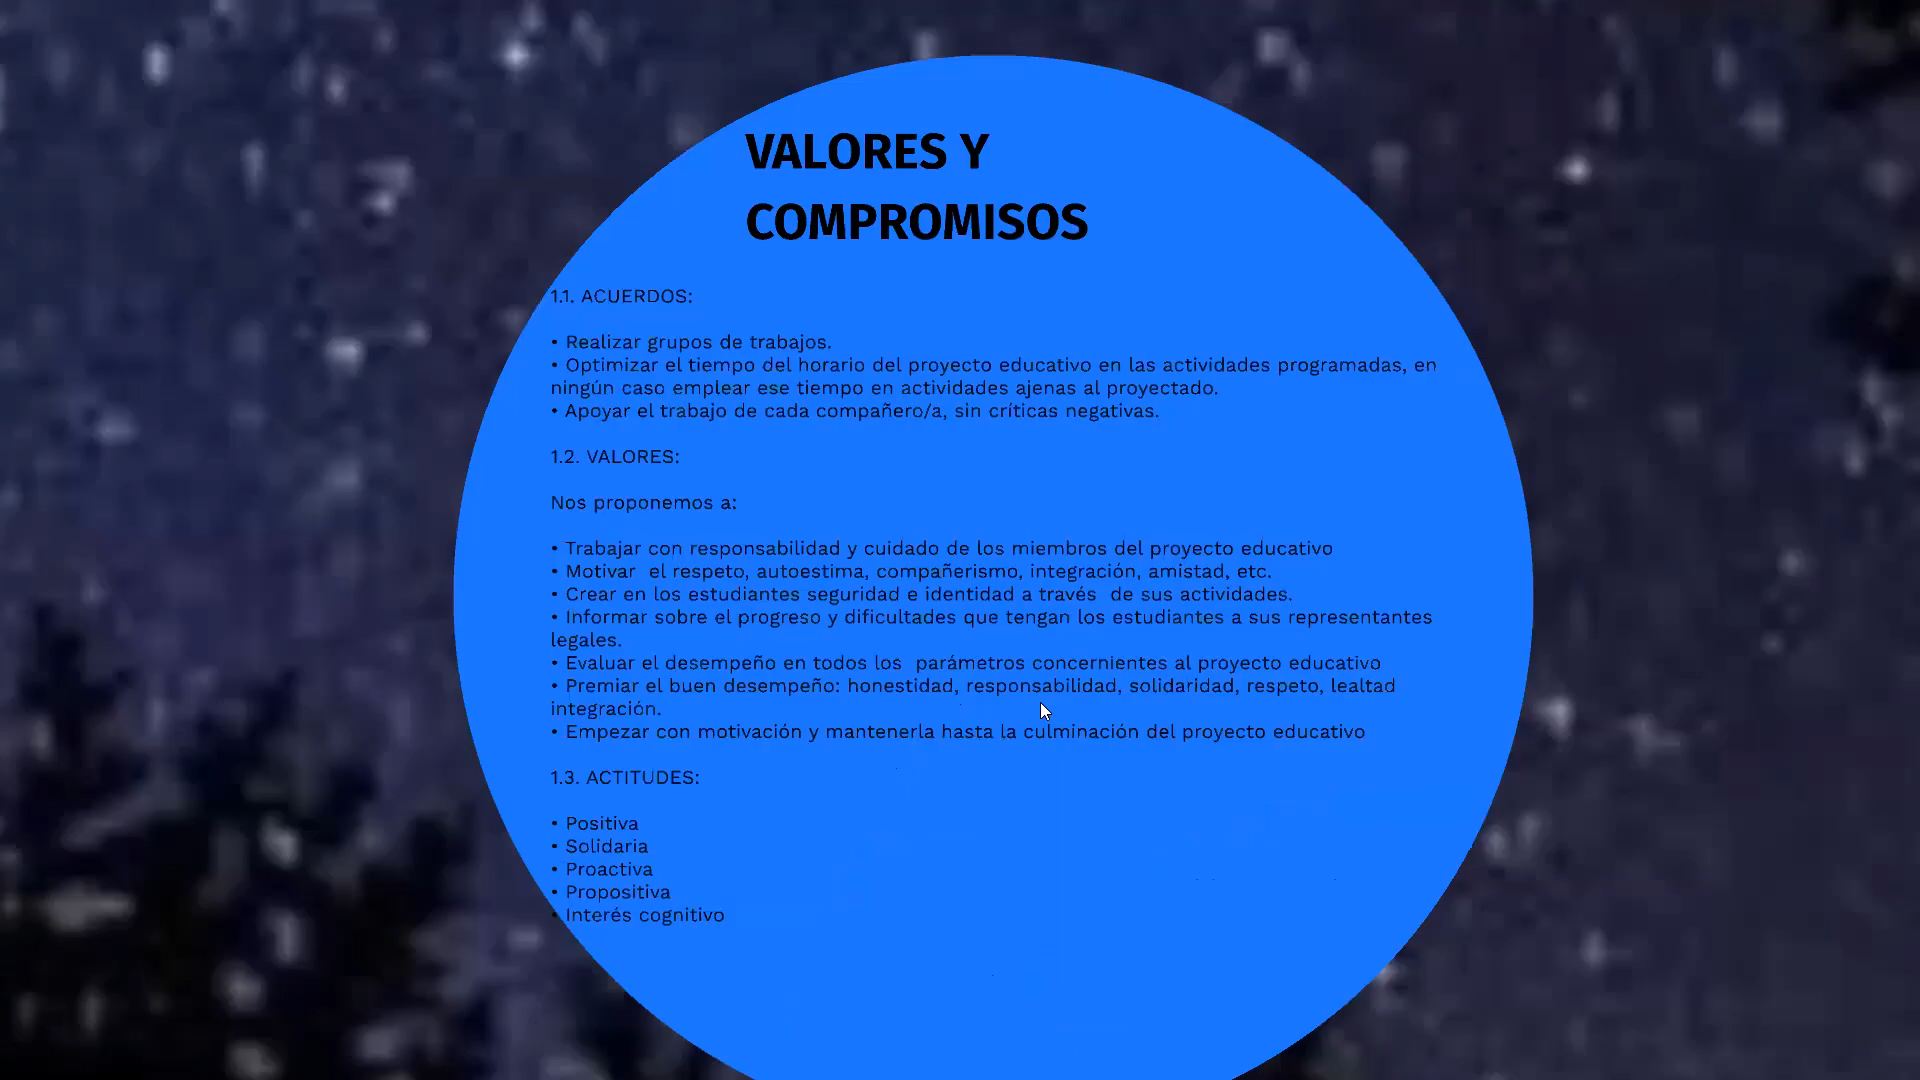 VALORES Y
COMPROMISOS
1.1. ACUERDOS:
• Realizar grupos de trabajos.
• Optimizar el tiempo del horario del proyecto educativo en las actividades programadas, en
ningún caso emplear ese tiempo en actividades ajenas al proyectado.
• Apoyar el trabajo de cada compañero/a, sin críticas negativas.
1.2. VALORES:
Nos proponemos a:
• Trabajar con responsabilidad y cuidado de los miembros del proyecto educativo
• Motivar  el respeto, autoestima, compañerismo, integración, amistad, etc.
• Crear en los estudiantes seguridad e identidad a través  de sus actividades.
• Informar sobre el progreso y dificultades que tengan los estudiantes a sus representantes
legales.
• Evaluar el desempeño en todos los  parámetros concernientes al proyecto educativo
• Premiar el buen desempeño: honestidad, responsabilidad, solidaridad, respeto, lealtad
integración.
• Empezar con motivación y mantenerla hasta la culminación del proyecto educativo
1.3. ACTITUDES:
• Positiva
• Solidaria
• Proactiva
• Propositiva
• Interés cognitivo